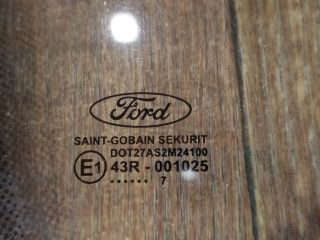 Ford
SAINT-GOBAIN SEKURIT
DOT27AS2M24100
E1 43R - 001025
...... 7